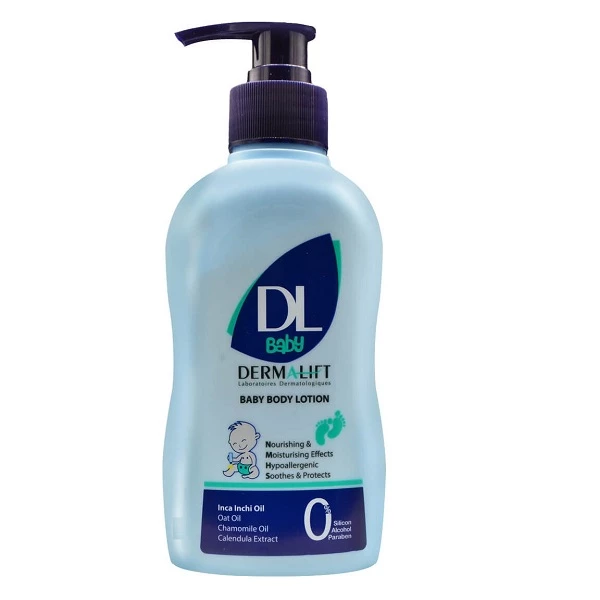 DL
Baby
DERMALIFT
Laboratoires Dermatologiques
BABY BODY LOTION
Nourishing &
Moisturising Effects
Hypoallergenic
Soothes & Protects
Inca Inchi Oil
Oat Oil
Chamomile Oil
Calendula Extract
0%
Silicon
Alcohol
Paraben